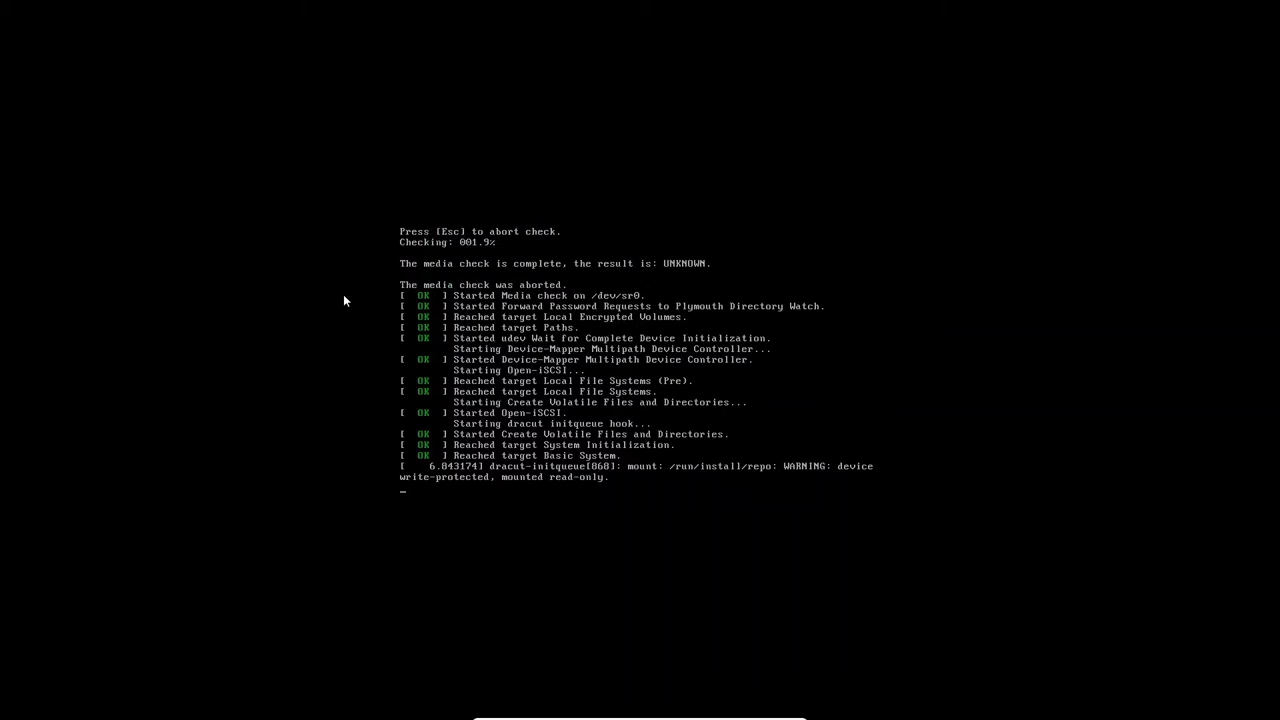 Press [Esc] to abort check.
Checking: 001.9%
The media check is complete, the result is: UNKNOWN.
The media check was aborted.
[  OK  ] Started Media check on /dev/sr0.
[  OK  ] Started Forward Password Requests to Plymouth Directory Watch.
[  OK  ] Reached target Local Encrypted Volumes.
[  OK  ] Reached target Paths.
[  OK  ] Started udev Wait for Complete Device Initialization.
         Starting Device-Mapper Multipath Device Controller...
[  OK  ] Started Device-Mapper Multipath Device Controller.
         Starting Open-iSCSI...
[  OK  ] Reached target Local File Systems (Pre).
[  OK  ] Reached target Local File Systems.
         Starting Create Volatile Files and Directories...
[  OK  ] Started Open-iSCSI.
         Starting dracut initqueue hook...
[  OK  ] Started Create Volatile Files and Directories.
[  OK  ] Reached target System Initialization.
[  OK  ] Reached target Basic System.
[    6.843174] dracut-initqueue[868]: mount: /run/install/repo: WARNING: device
write-protected, mounted read-only.